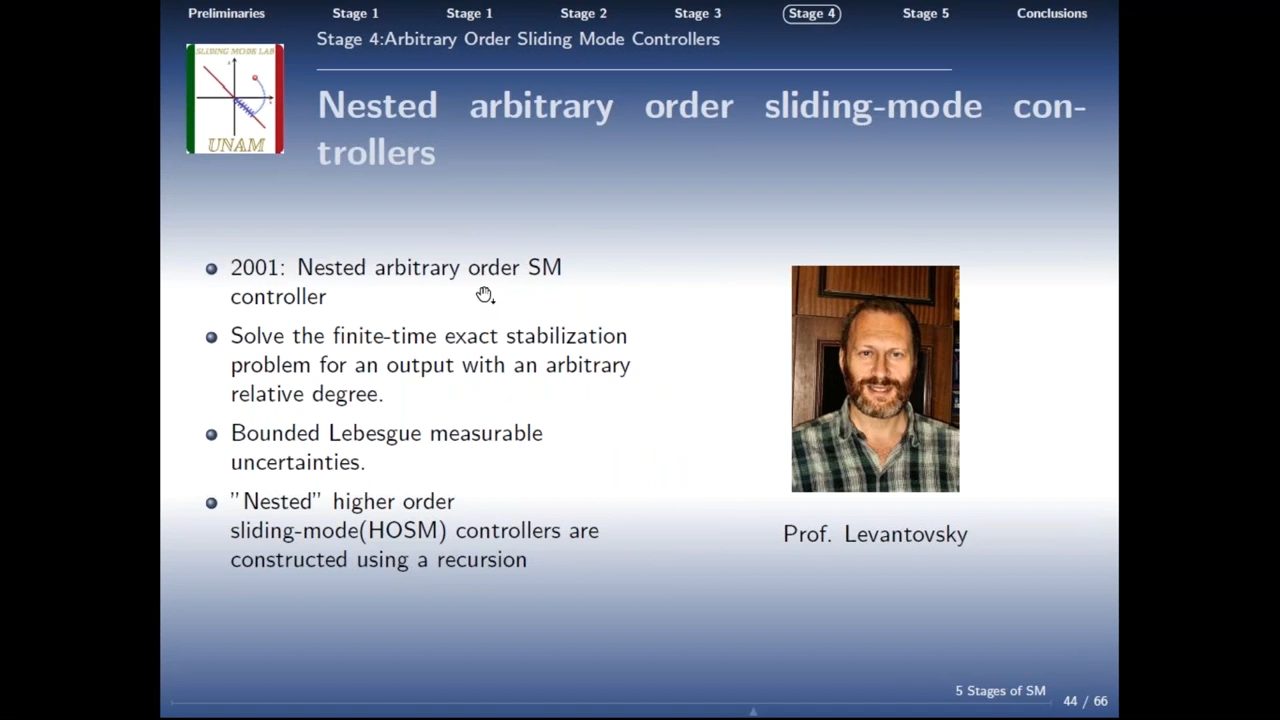 Preliminaries Stage 1 Stage 1 Stage 2 Stage 3 Stage 4 Stage 5 Conclusions
Stage 4:Arbitrary Order Sliding Mode Controllers
SLIDING MODE LAB
UNAM
Nested arbitrary order sliding-mode con-
trollers
2001: Nested arbitrary order SM
controller
Solve the finite-time exact stabilization
problem for an output with an arbitrary
relative degree.
Bounded Lebesgue measurable
uncertainties.
"Nested" higher order
sliding-mode(HOSM) controllers are
constructed using a recursion
Prof. Levantovsky
5 Stages of SM
44 / 66